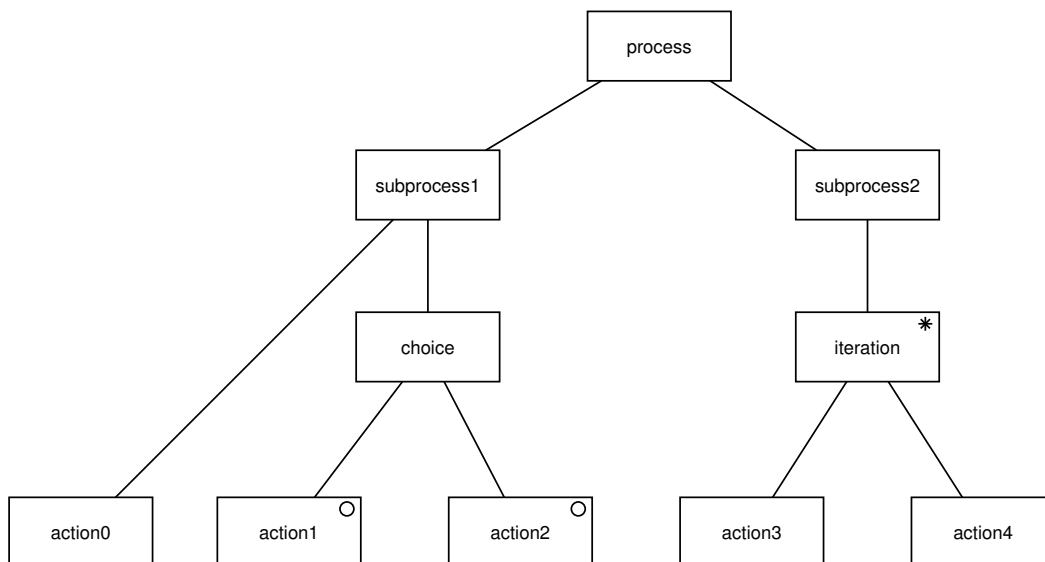 process
subprocess1
subprocess2
choice
iteration
action0
action1
action2
action3
action4